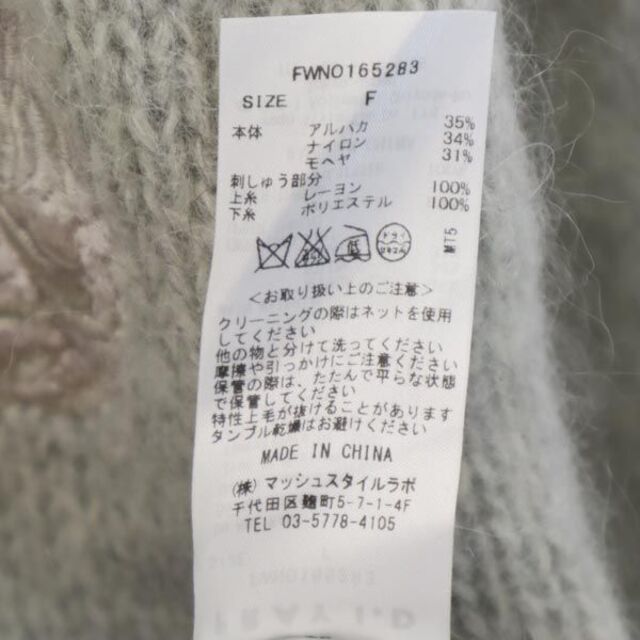 FWNO165283
SIZE F
本体 アルパカ 35%
ナイロン 34%
モヘヤ 31%
刺しゅう部分
上糸 レーヨン 100%
下糸 ポリエステル 100%
<お取り扱い上のご注意>
クリーニングの際はネットを使用
してください
他の物と分けて洗ってください
摩擦や引っかけにご注意ください
保管の際は、たたんで平らな状態
で保管してください
特性上毛が抜けることがあります
タンブル乾燥はお避けください
MADE IN CHINA
(株) マッシュスタイルラボ
千代田区麹町5-7-1-4F
TEL 03-5778-4105